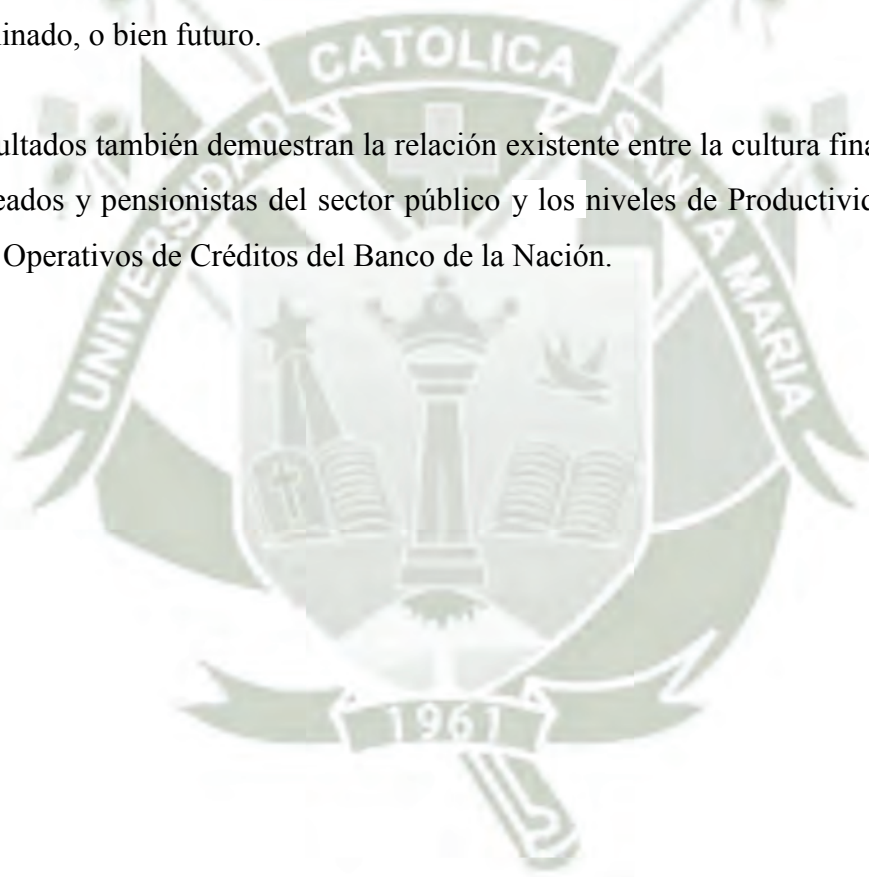 inado, o bien futuro.
ultados también demuestran la relación existente entre la cultura fina
eados y pensionistas del sector público y los niveles de Productivid
Operativos de Créditos del Banco de la Nación.
UNIVERSIDAD CATOLICA SANTA MARIA
1961